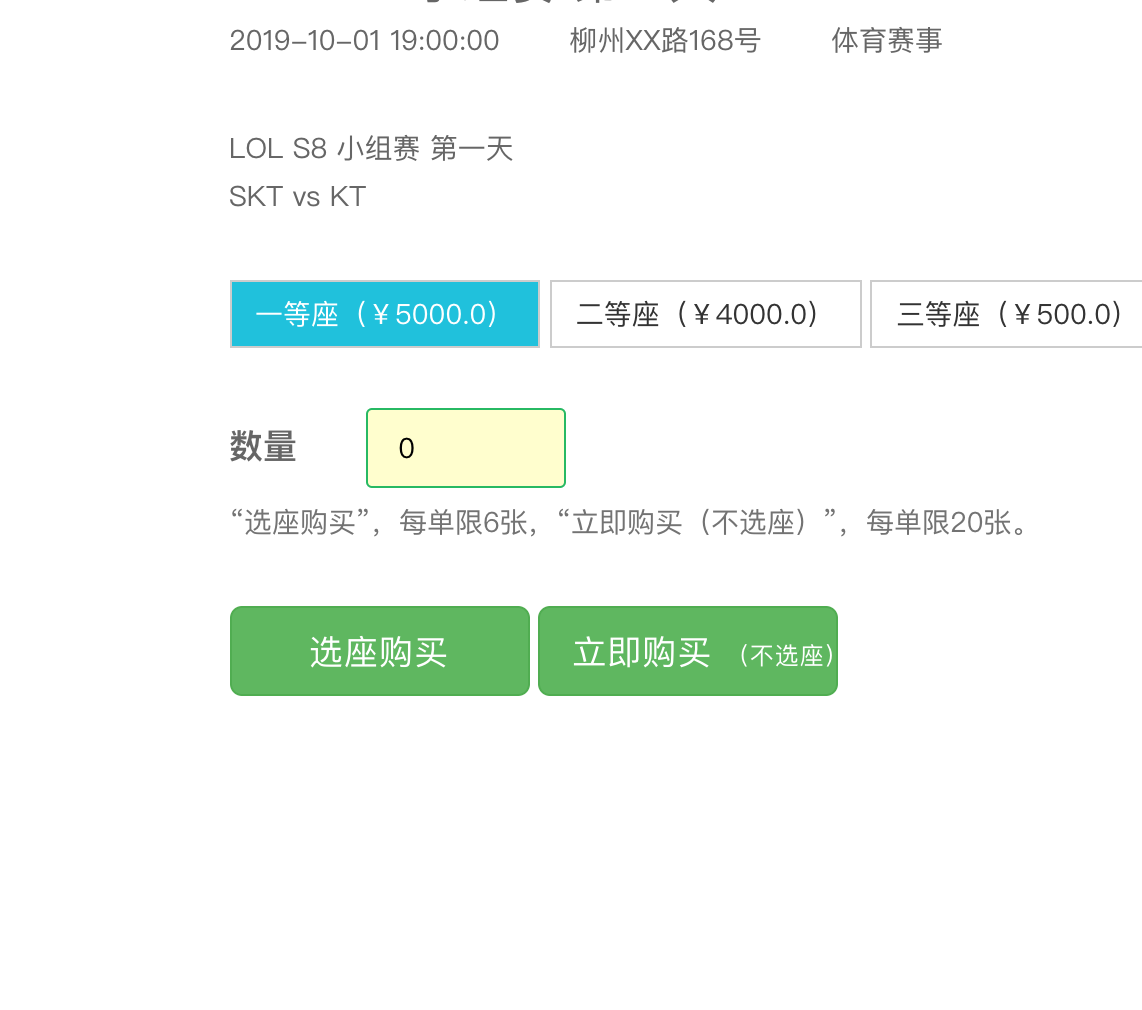 2019-10-01 19:00:00 柳州XX路168号 体育赛事
LOL S8 小组赛 第一天
SKT vs KT
一等座（￥5000.0） 二等座（￥4000.0） 三等座（￥500.0）
数量 0
“选座购买”，每单限6张，“立即购买（不选座）”，每单限20张。
选座购买 立即购买 （不选座）